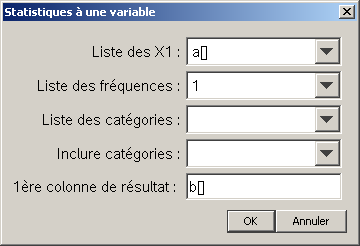 Statistiques à une variable
Liste des X1 : a[]
Liste des fréquences : 1
Liste des catégories :
Inclure catégories :
1ère colonne de résultat : b[]
OK Annuler